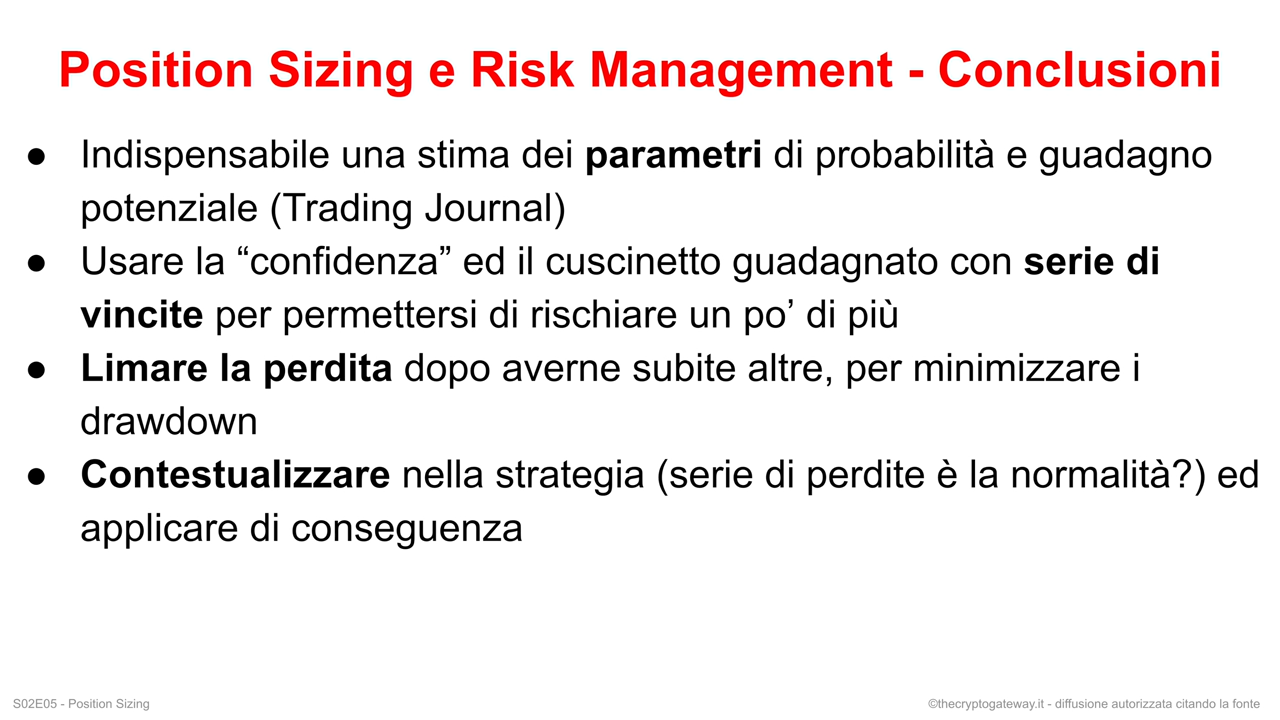 Position Sizing e Risk Management - Conclusioni
● Indispensabile una stima dei parametri di probabilità e guadagno
potenziale (Trading Journal)
● Usare la “confidenza” ed il cuscinetto guadagnato con serie di
vincite per permettersi di rischiare un po’ di più
● Limare la perdita dopo averne subite altre, per minimizzare i
drawdown
● Contestualizzare nella strategia (serie di perdite è la normalità?) ed
applicare di conseguenza
S02E05 - Position Sizing
©thecryptogateway.it - diffusione autorizzata citando la fonte